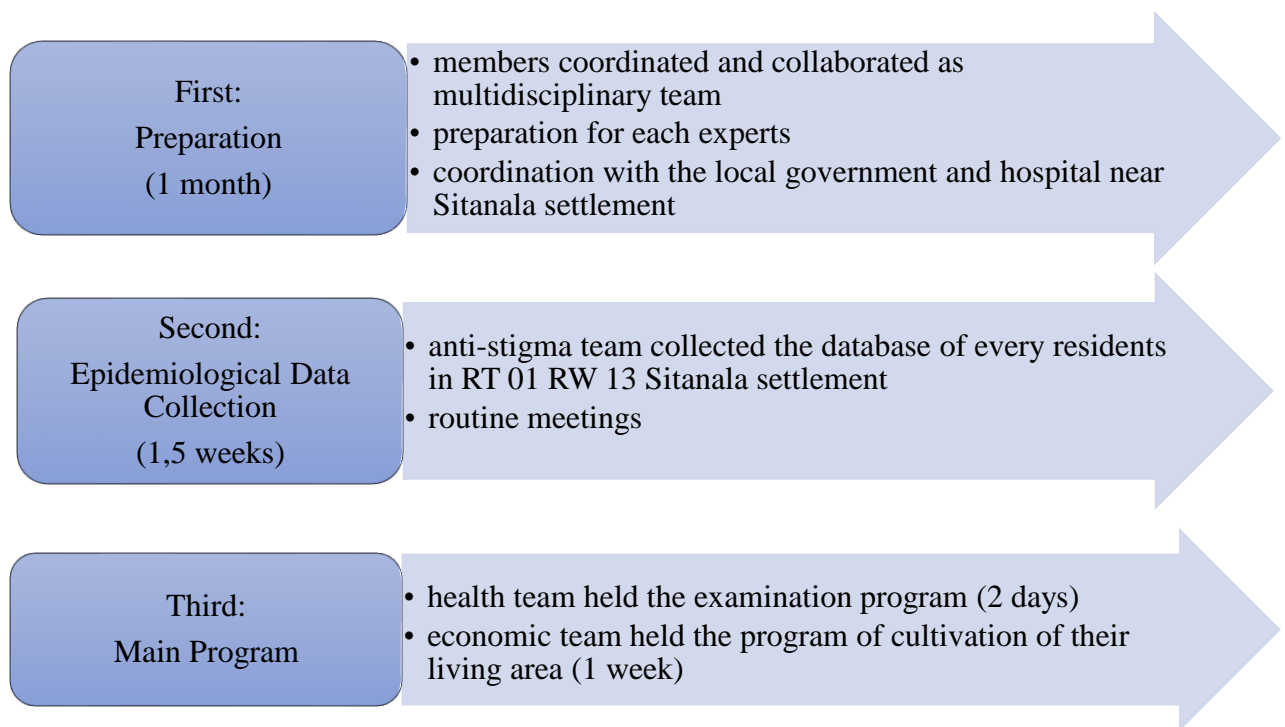 First:
Preparation
(1 month)
• members coordinated and collaborated as
multidisciplinary team
• preparation for each experts
• coordination with the local government and hospital near
Sitanala settlement
Second:
Epidemiological Data
Collection
(1,5 weeks)
• anti-stigma team collected the database of every residents
in RT 01 RW 13 Sitanala settlement
• routine meetings
Third:
Main Program
• health team held the examination program (2 days)
• economic team held the program of cultivation of their
living area (1 week)